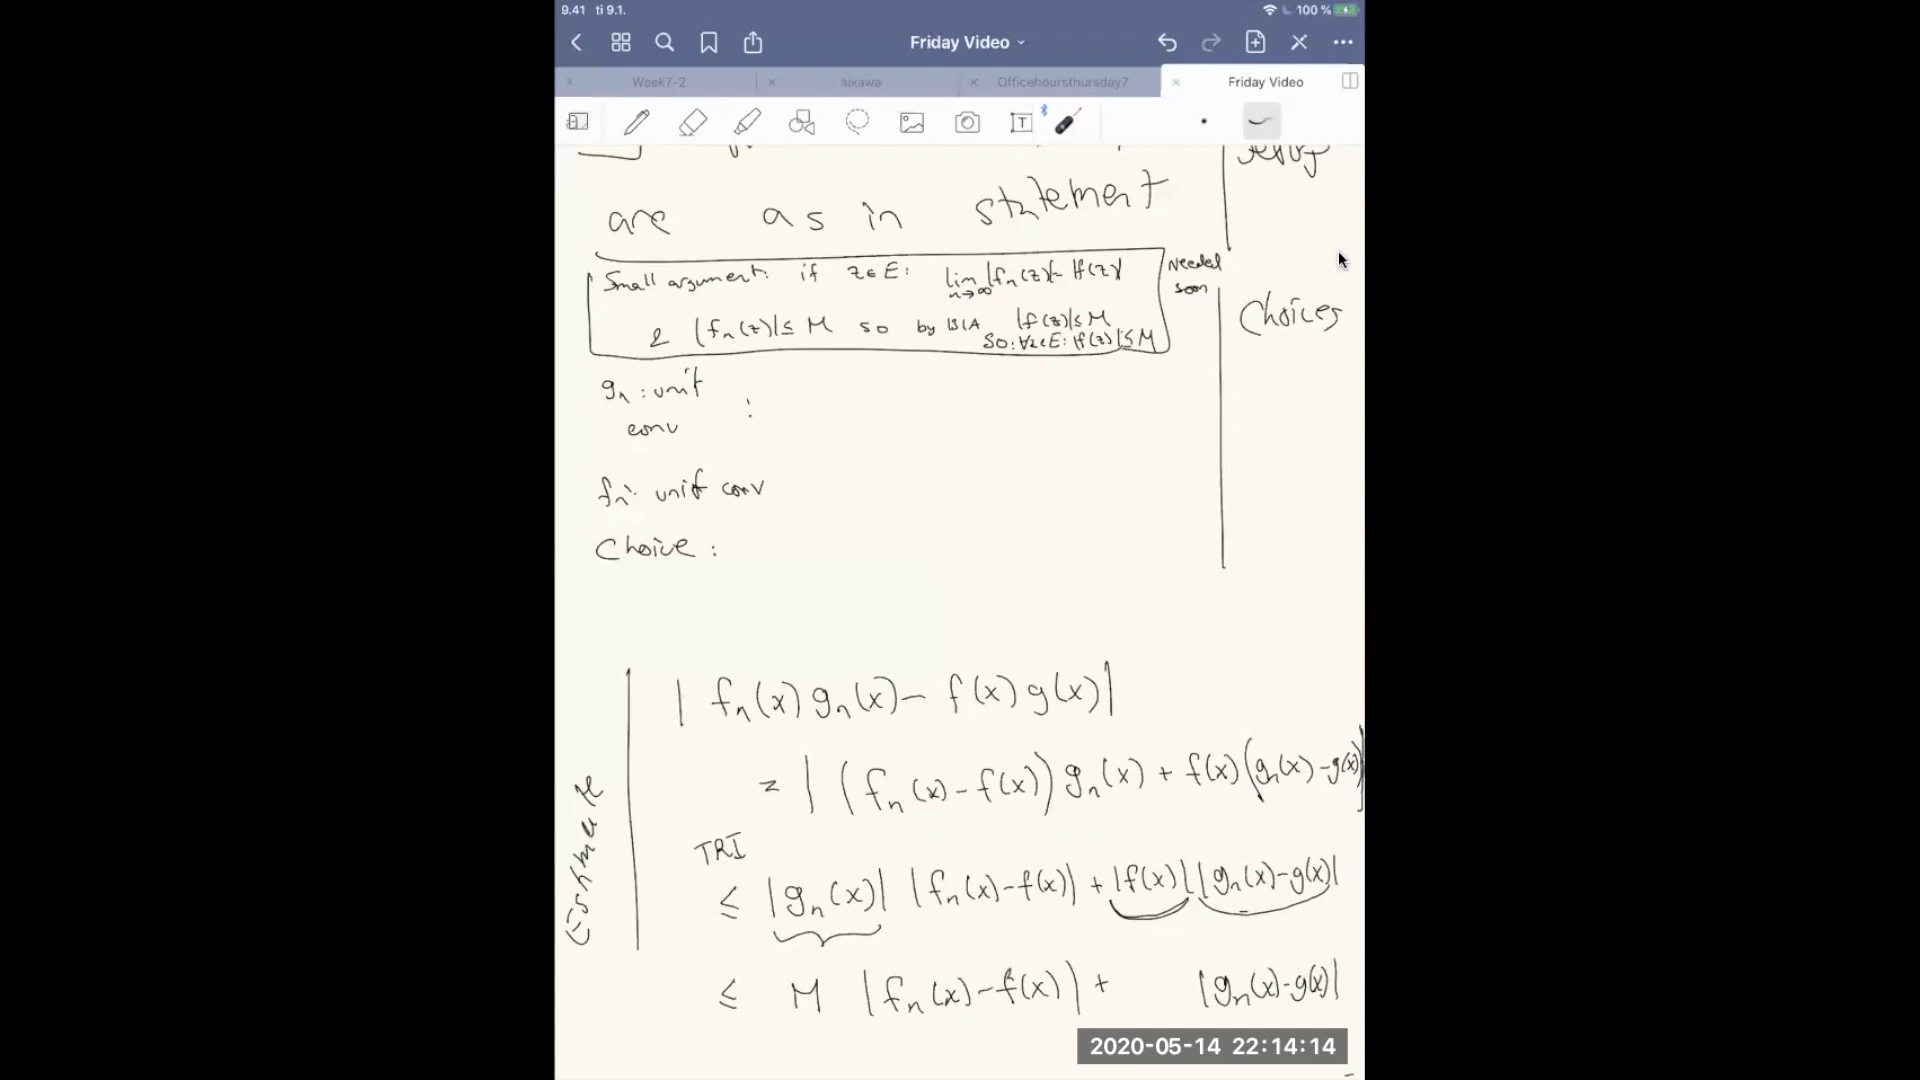 9.41 ti 9.1. 100 %
Friday Video
Week7-2 aikawa Officehoursthursday7 Friday Video
T
are as in statement
Small argument: if z∈E: lim n→∞ |fn(z)|= |f(z)|
& |fn(z)|≤ M so by BIA |f(z)|≤ M
So: ∀z∈E: |f(z)|≤M
Needed
soon
Choices
gn : unif :
conv
fn: unif conv
Choice :
Estimate
| fn(x) gn(x) – f(x) g(x)|
= | (fn(x) – f(x)) gn(x) + f(x) (gn(x) – g(x))|
TRI
≤ |gn(x)| |fn(x) – f(x)| + |f(x)| |gn(x) – g(x)|
≤ M |fn(x) – f(x)| + |gn(x) – g(x)|
2020-05-14 22:14:14